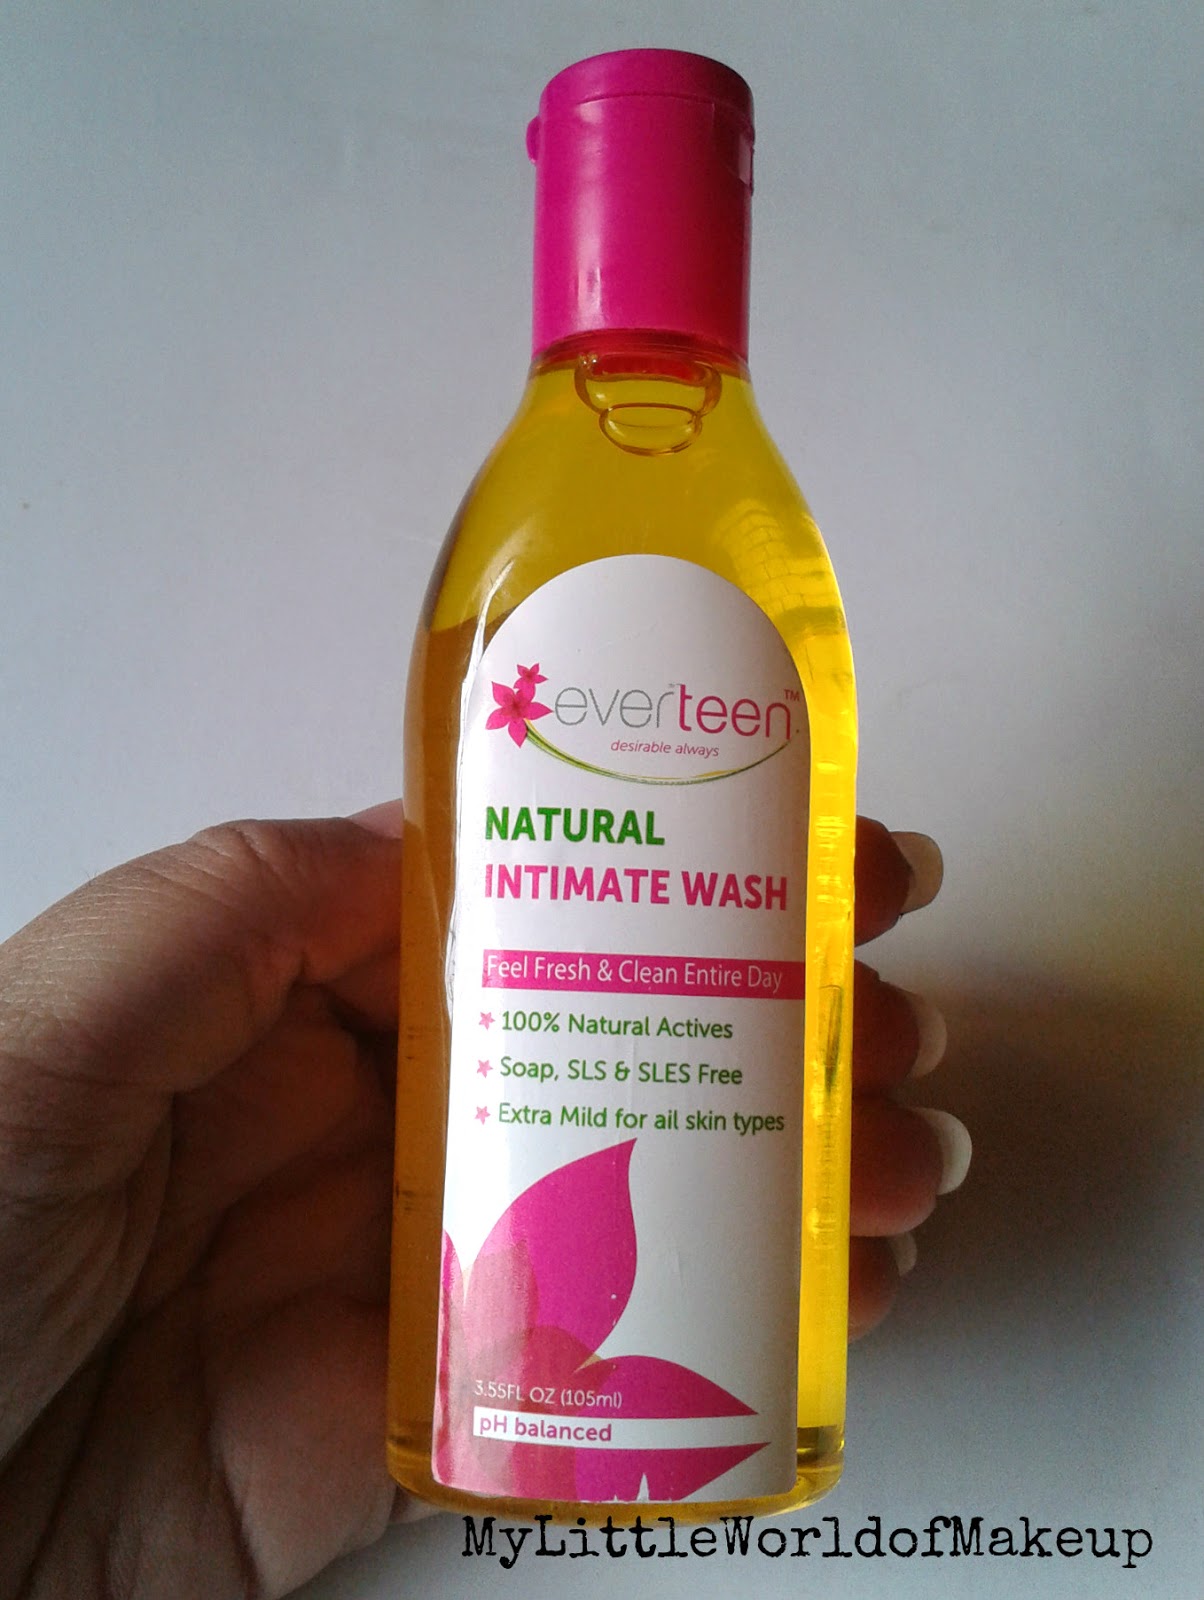 everteen™
desirable always
NATURAL
INTIMATE WASH
Feel Fresh & Clean Entire Day
100% Natural Actives
Soap, SLS & SLES Free
Extra Mild for ail skin types
3.55FL OZ (105ml)
pH balanced
MyLittleWorldofMakeup